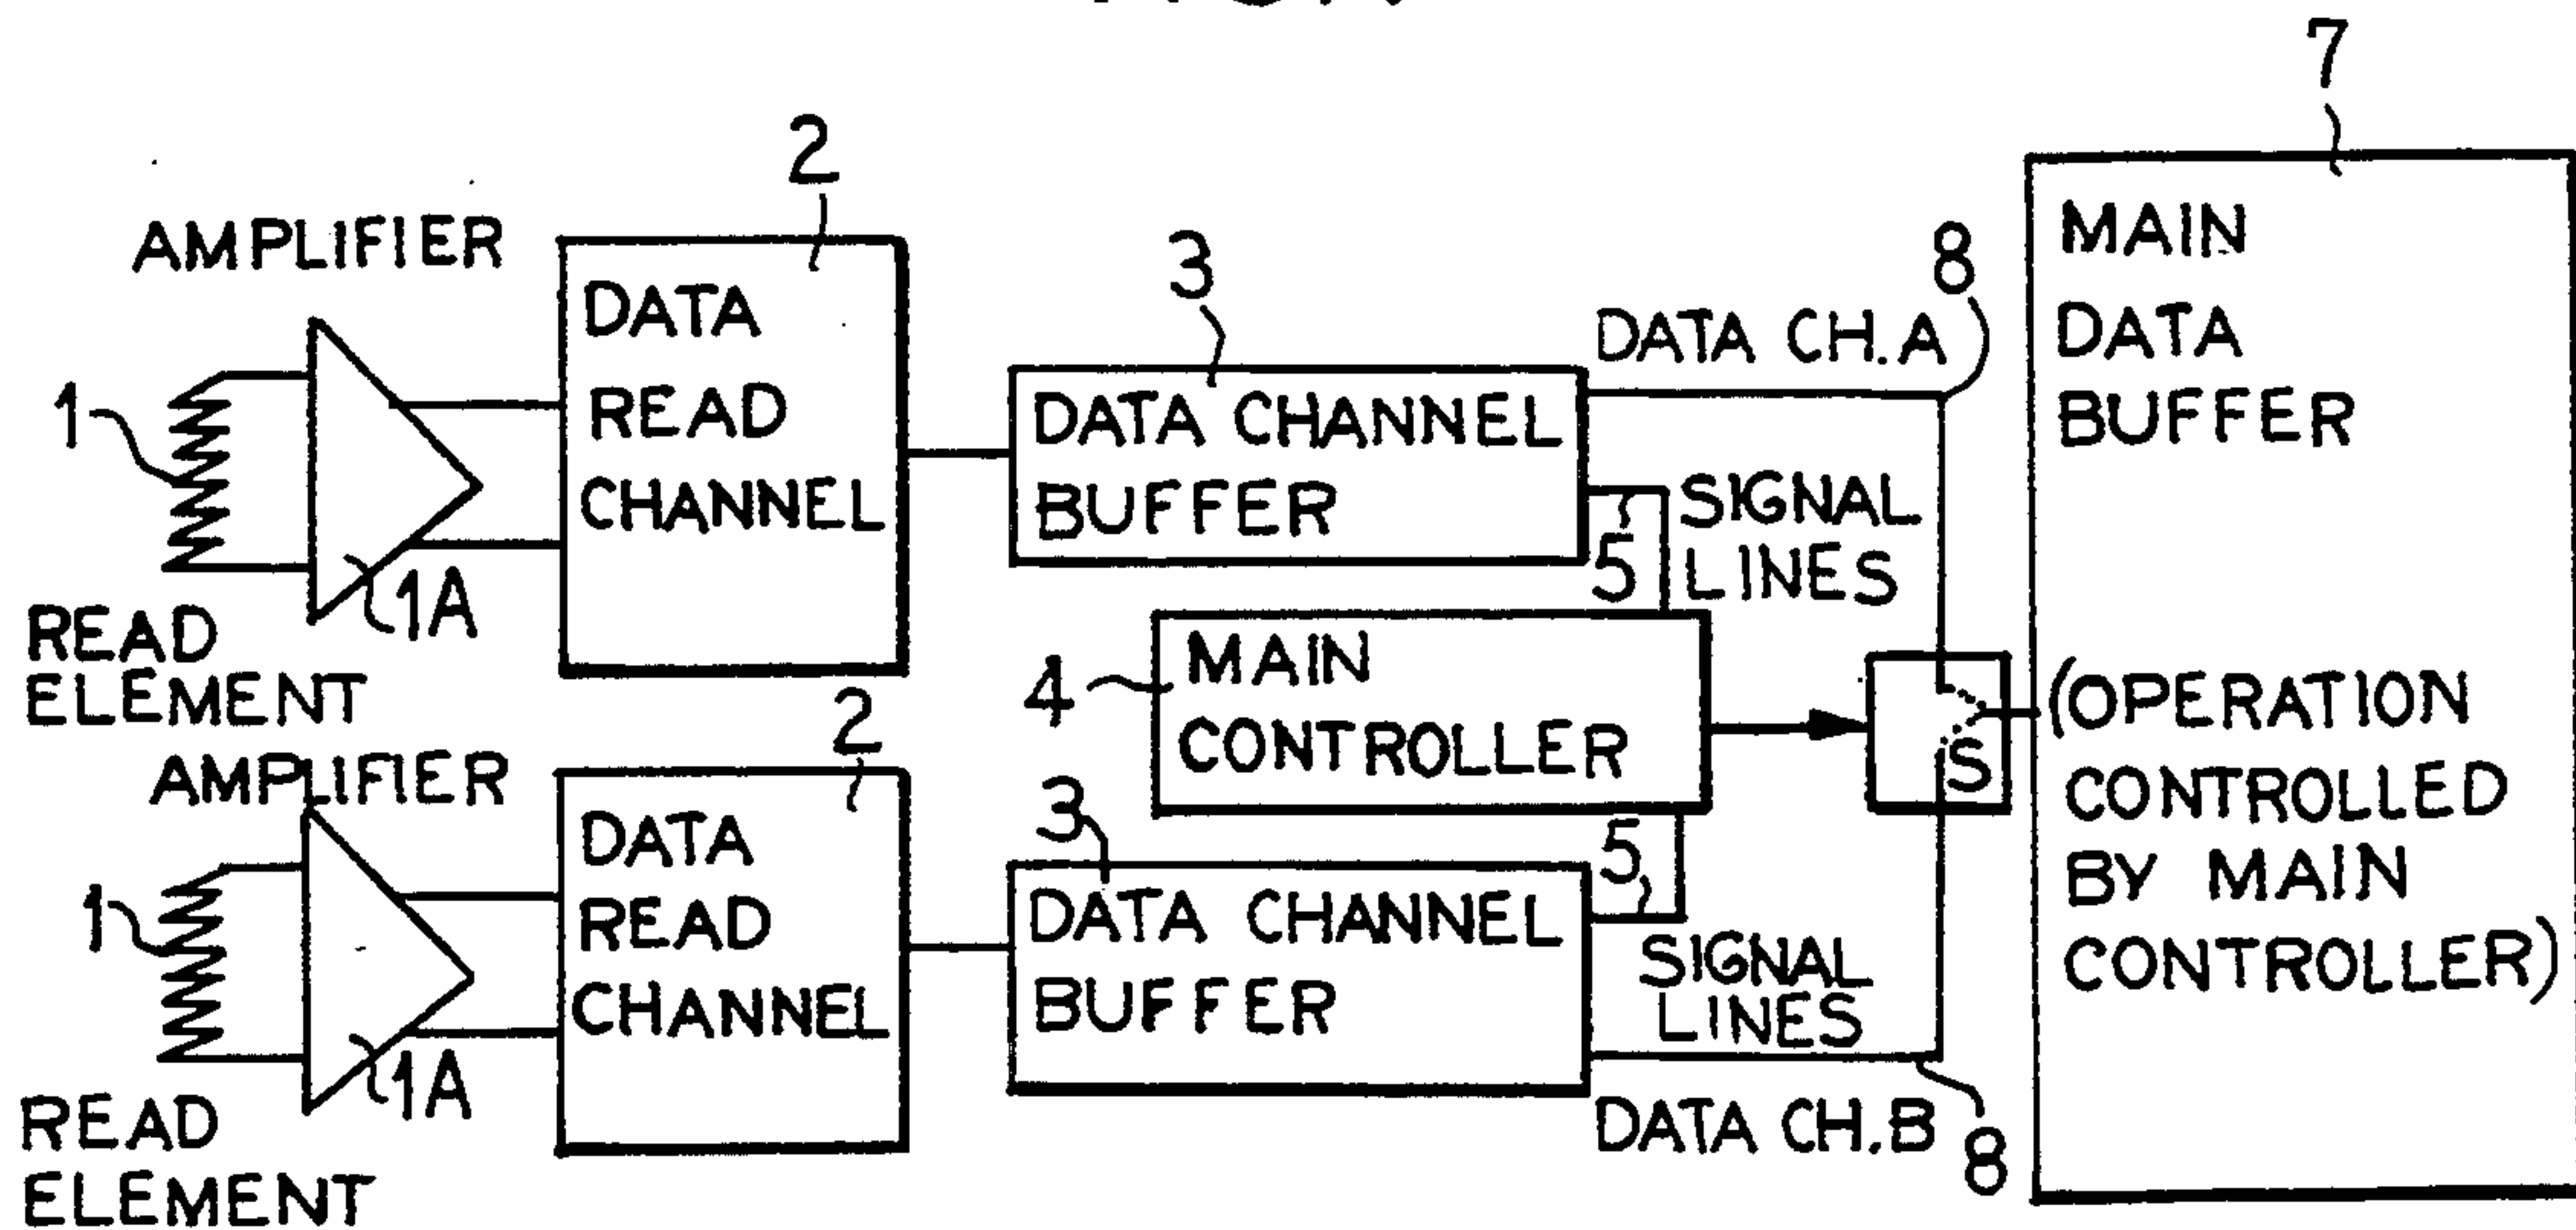 7
2
AMPLIFIER
DATA
READ
CHANNEL
1
1A
READ
ELEMENT
3
DATA CHANNEL
BUFFER
DATA CH. A
8
5
SIGNAL
LINES
MAIN
DATA
BUFFER
(OPERATION
CONTROLLED
BY MAIN
CONTROLLER)
4
MAIN
CONTROLLER
S
AMPLIFIER
2
DATA
READ
CHANNEL
1
1A
READ
ELEMENT
3
DATA CHANNEL
BUFFER
5
SIGNAL
LINES
DATA CH. B
8